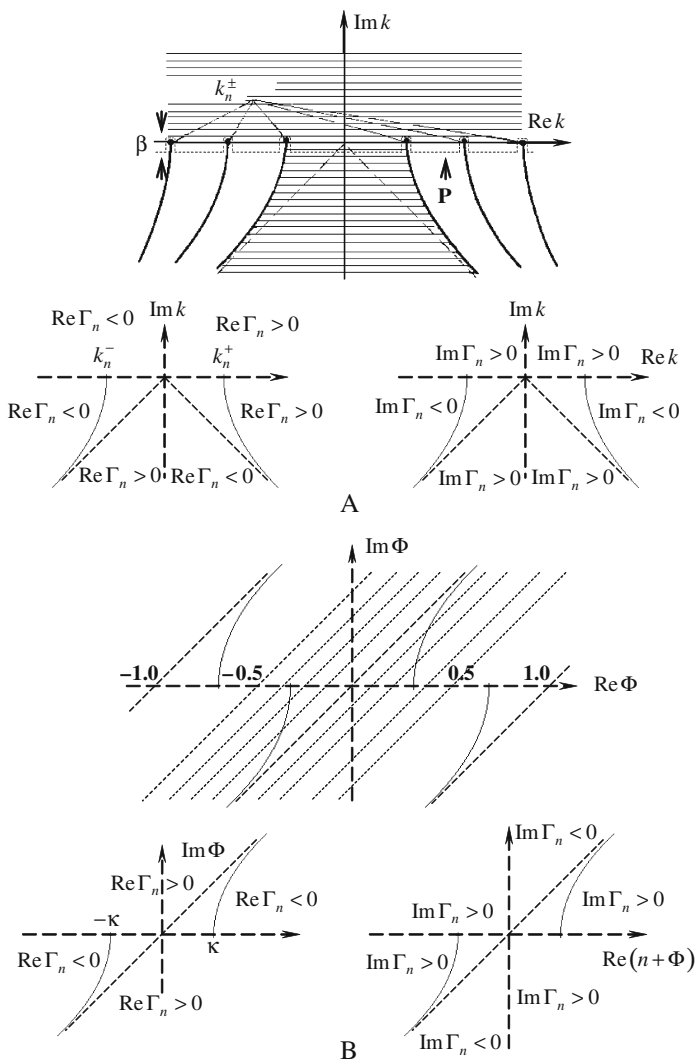 Im k
k_n^±
Re k
β
P
Re Γ_n < 0 Im k Re Γ_n > 0
k_n^- k_n^+
Re Γ_n < 0 Re Γ_n > 0
Re Γ_n > 0 Re Γ_n < 0
Im k
Im Γ_n > 0 Im Γ_n > 0
Re k
Im Γ_n < 0 Im Γ_n < 0
Im Γ_n > 0 Im Γ_n > 0
A
Im Φ
−1.0 −0.5 0.5 1.0
Re Φ
Im Φ
Re Γ_n > 0
Re Γ_n < 0
−κ
κ
Re Γ_n < 0
Re Γ_n > 0
Im Γ_n < 0
Im Γ_n > 0 Im Γ_n > 0
Re(n + Φ)
Im Γ_n > 0
Im Γ_n > 0
Im Γ_n < 0
B